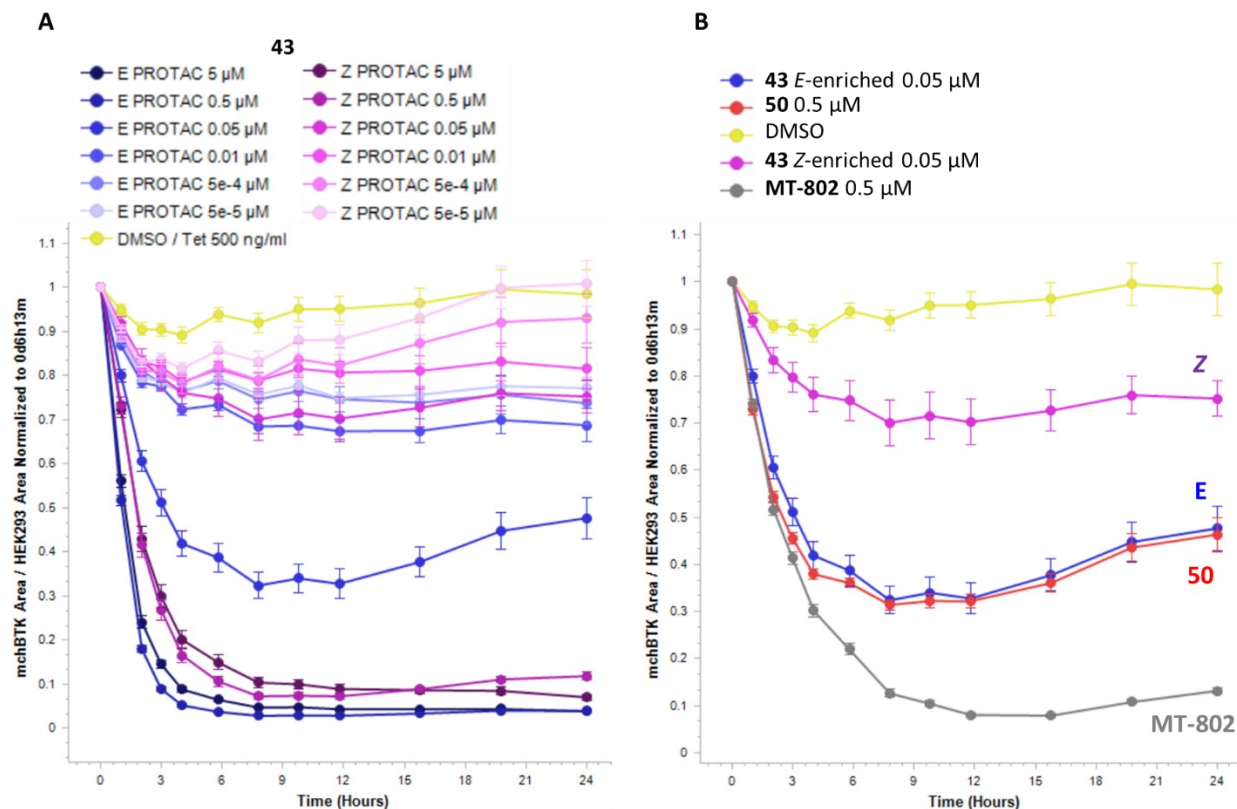 A
43
E PROTAC 5 µM
E PROTAC 0.5 µM
E PROTAC 0.05 µM
E PROTAC 0.01 µM
E PROTAC 5e-4 µM
E PROTAC 5e-5 µM
DMSO / Tet 500 ng/ml
Z PROTAC 5 µM
Z PROTAC 0.5 µM
Z PROTAC 0.05 µM
Z PROTAC 0.01 µM
Z PROTAC 5e-4 µM
Z PROTAC 5e-5 µM
mchBTK Area / HEK293 Area Normalized to 0d6h13m
1.1
1
0.9
0.8
0.7
0.6
0.5
0.4
0.3
0.2
0.1
0
0 3 6 9 12 15 18 21 24
Time (Hours)
B
43 E-enriched 0.05 µM
50 0.5 µM
DMSO
43 Z-enriched 0.05 µM
MT-802 0.5 µM
mchBTK Area / HEK293 Area Normalized to 0d6h13m
1.1
1
0.9
0.8
0.7
0.6
0.5
0.4
0.3
0.2
0.1
0
Z
E
50
MT-802
0 3 6 9 12 15 18 21 24
Time (Hours)